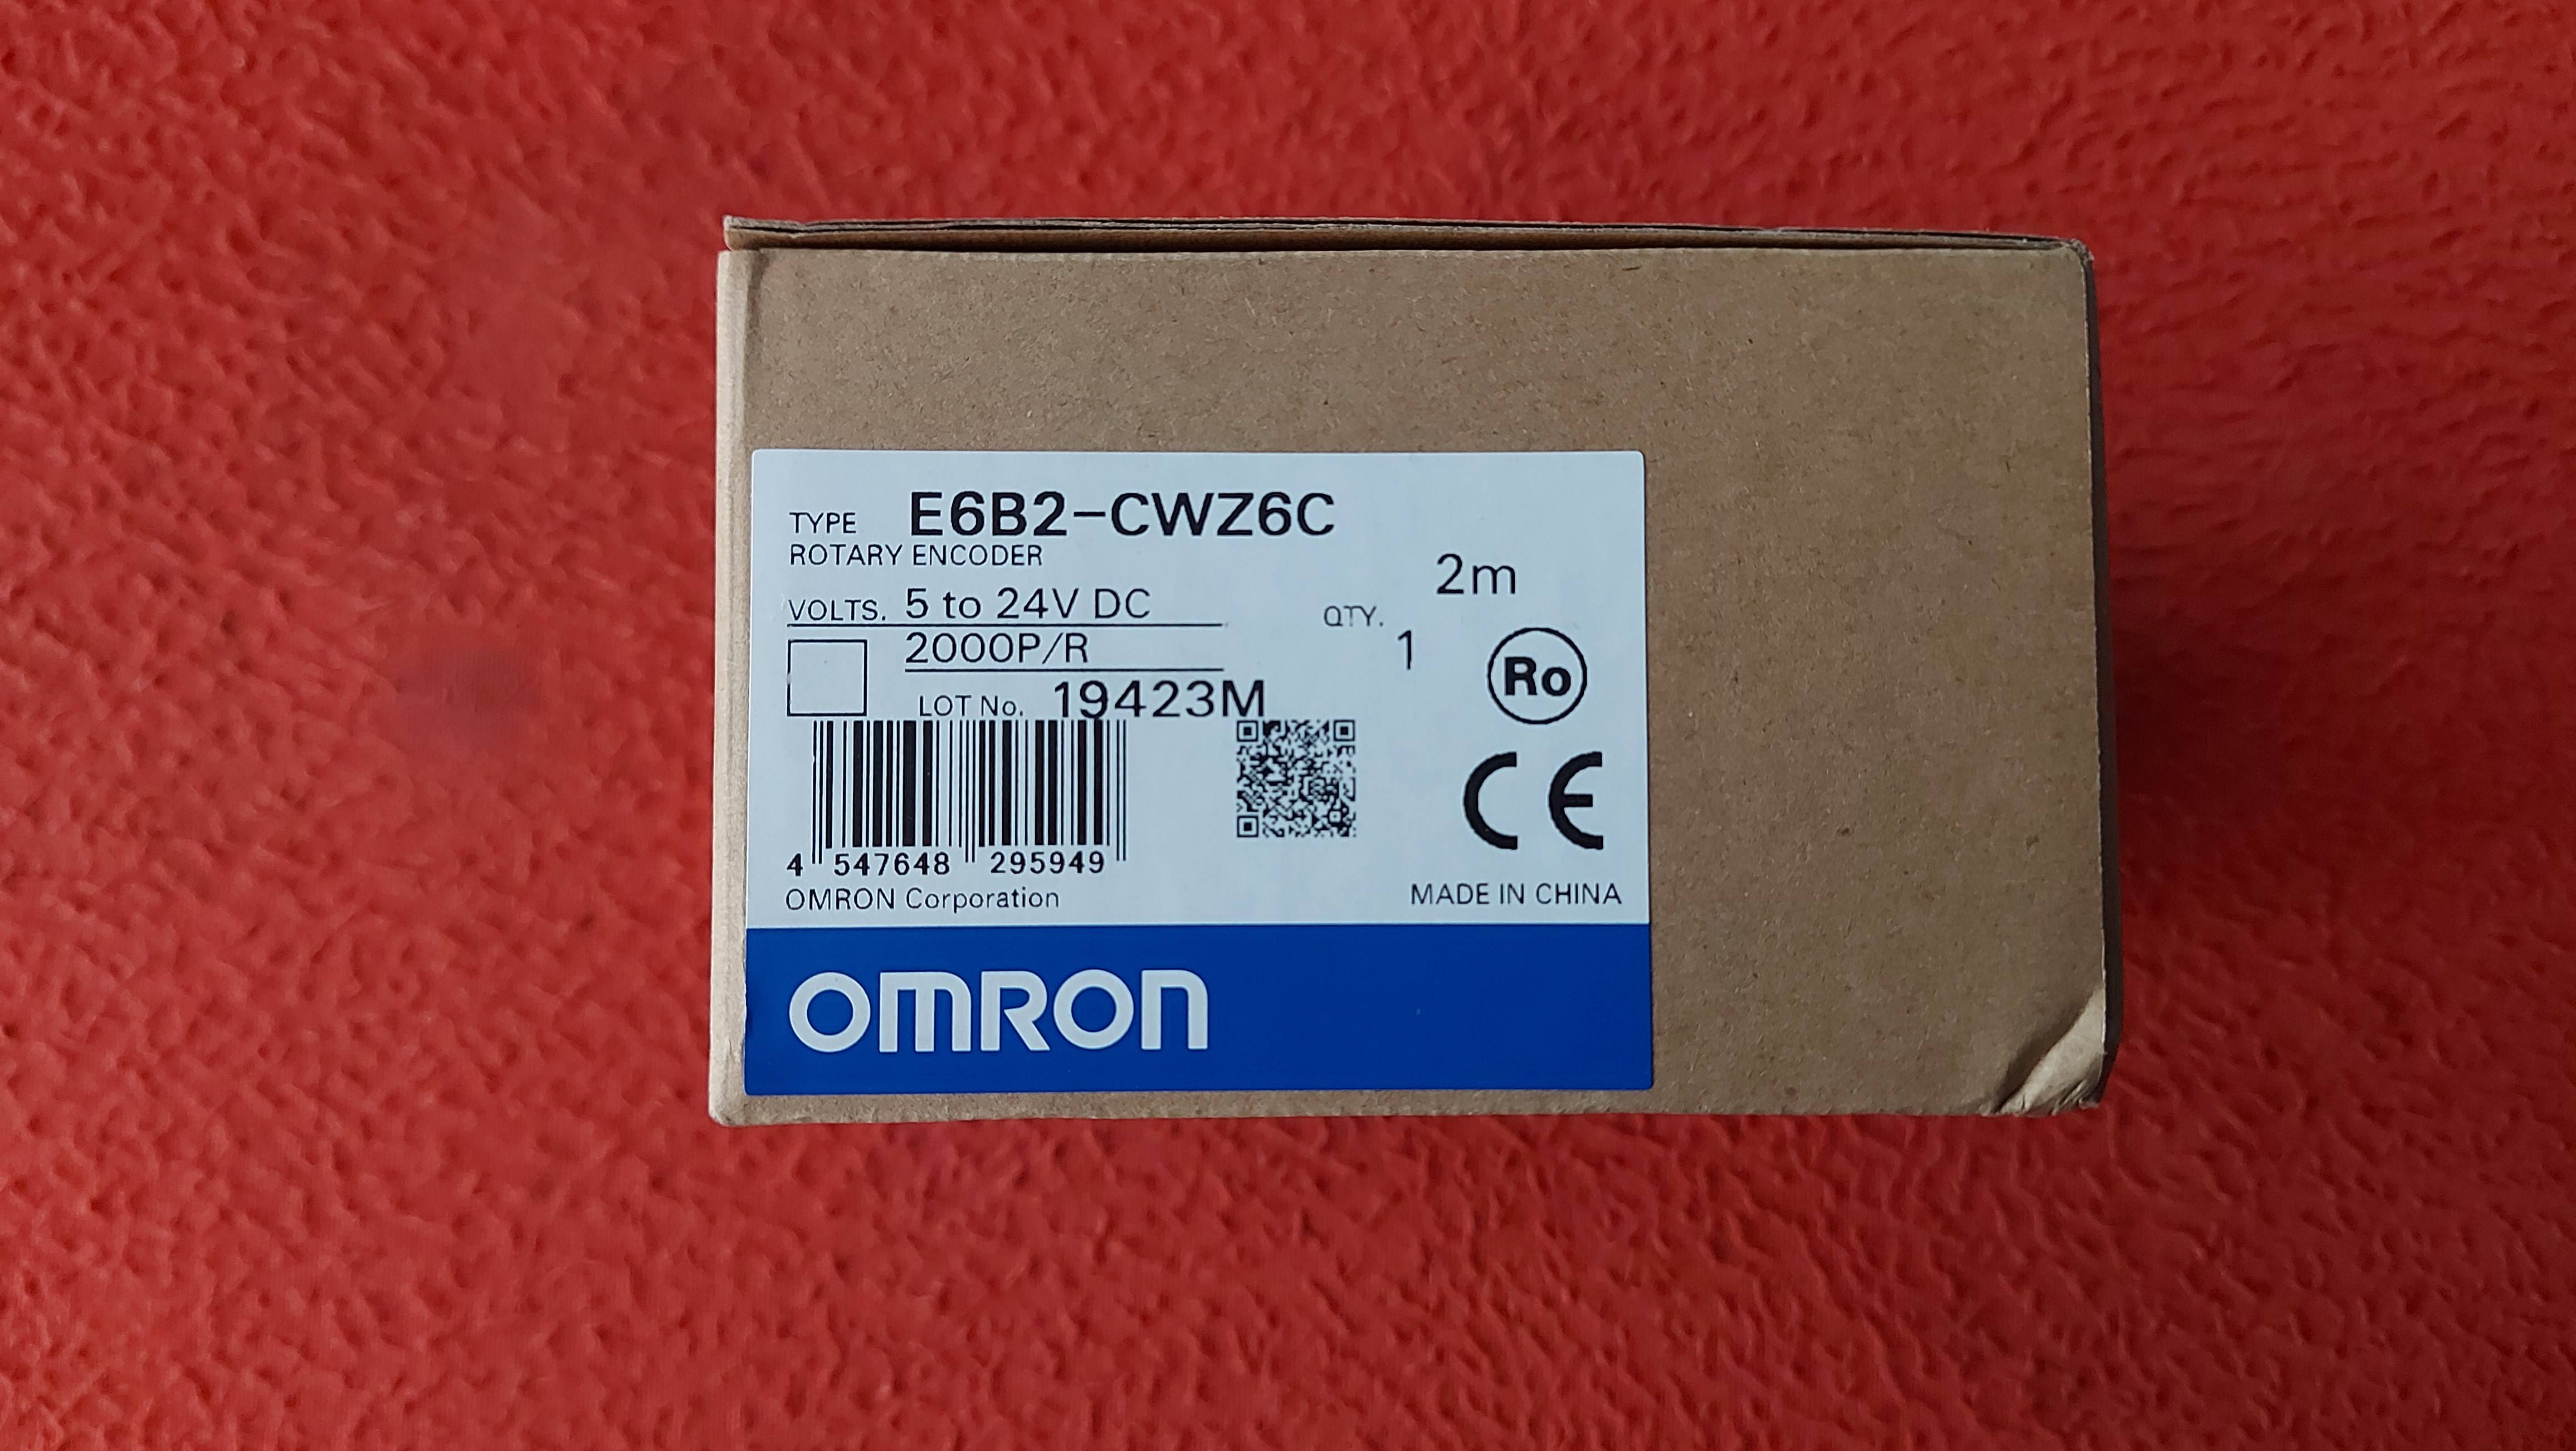 TYPE E6B2-CWZ6C
ROTARY ENCODER
2m
VOLTS. 5 to 24V DC
QTY.
2000P/R
1
Ro
LOT No. 19423M
CE
4 547648 295949
OMRON Corporation
MADE IN CHINA
OMRON